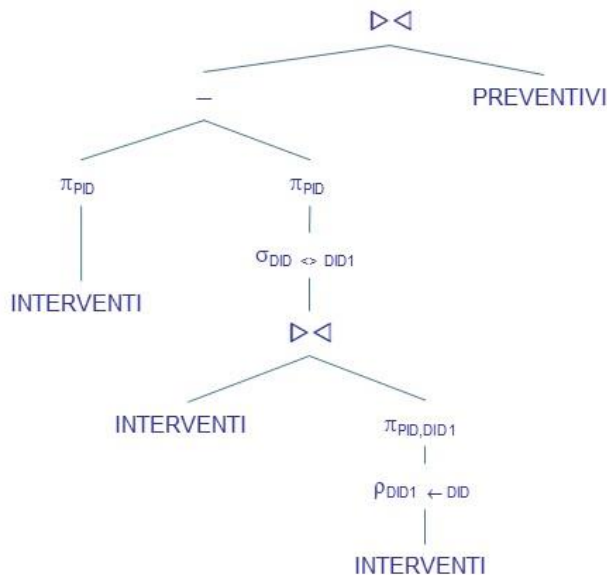 ▷◁
− PREVENTIVI
πPID πPID
σDID <> DID1
INTERVENTI
▷◁
INTERVENTI πPID,DID1
ρDID1 ← DID
INTERVENTI